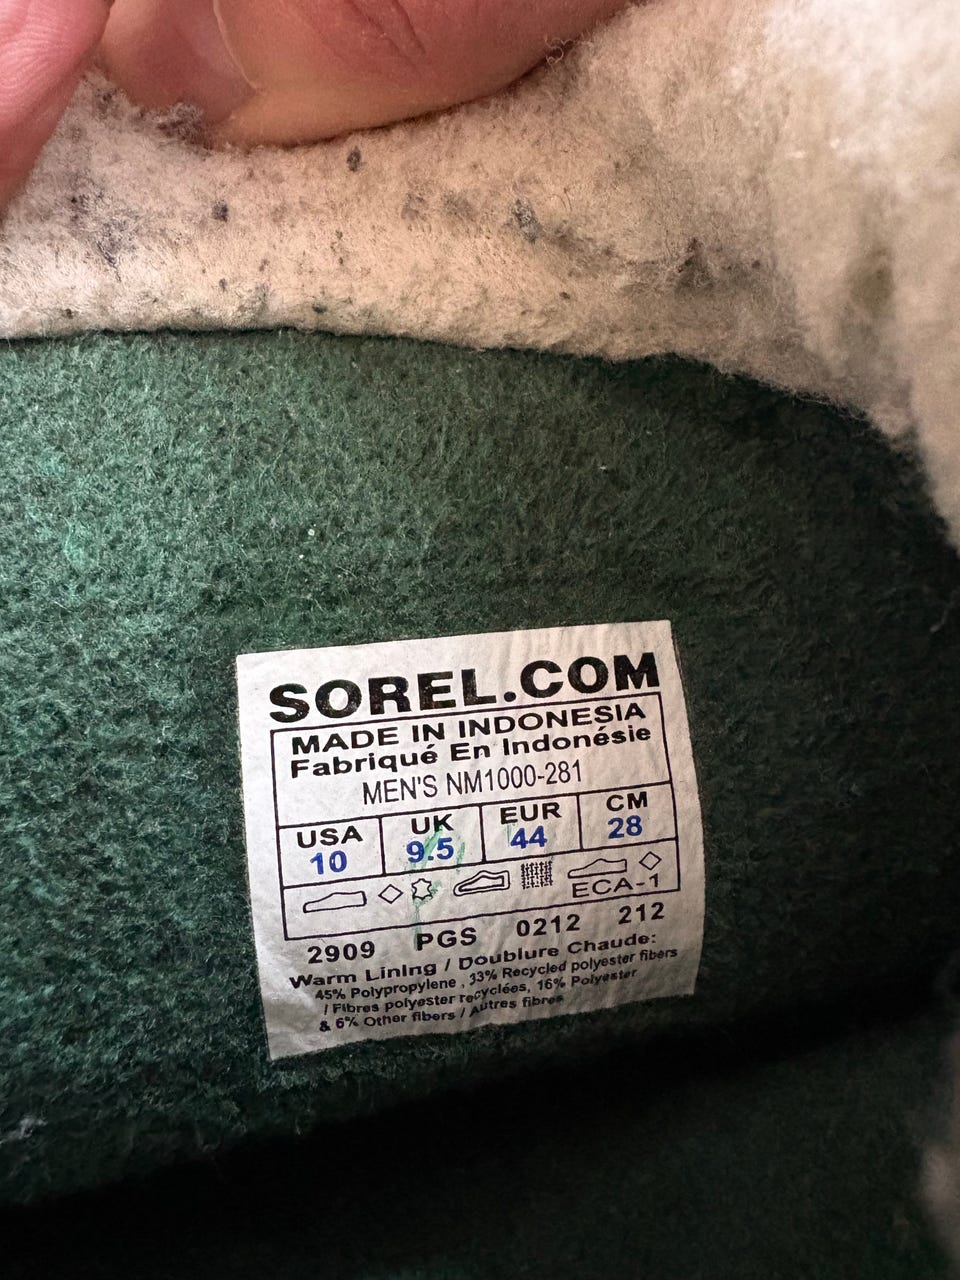 SOREL.COM
MADE IN INDONESIA
Fabriqué En Indonésie
MEN'S NM1000-281
USA UK EUR CM
10 9.5 44 28
ECA-1
2909 PGS 0212 212
Warm Lining / Doublure Chaude:
45% Polypropylene , 33% Recycled polyester fibers
/ Fibres polyester recyclées, 16% Polyester
& 6% Other fibers / Autres fibres